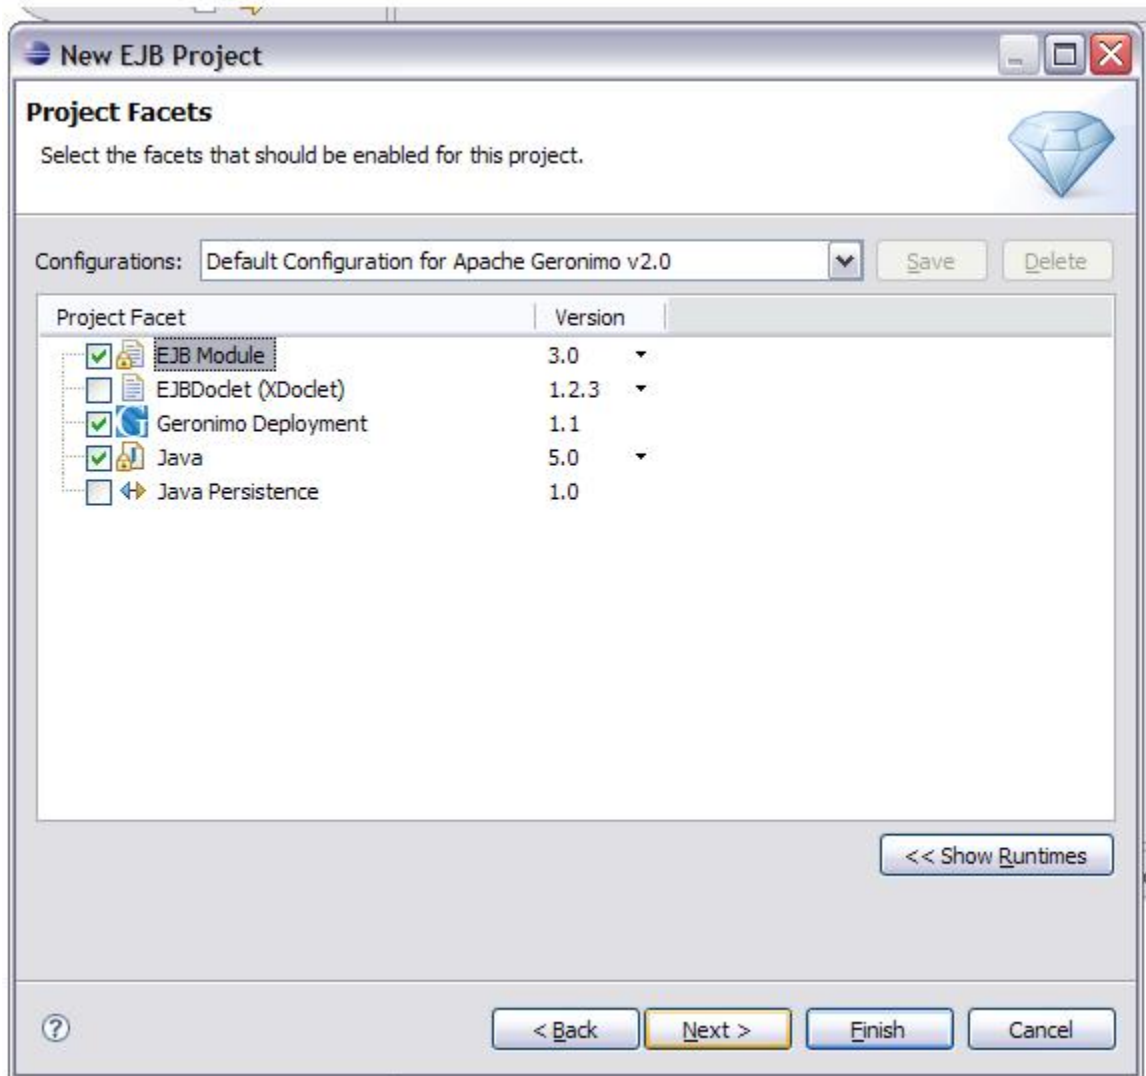 New EJB Project
Project Facets
Select the facets that should be enabled for this project.
Configurations: Default Configuration for Apache Geronimo v2.0 Save Delete
Project Facet Version
EJB Module 3.0
EJBDoclet (XDoclet) 1.2.3
Geronimo Deployment 1.1
Java 5.0
Java Persistence 1.0
<< Show Runtimes
? < Back Next > Finish Cancel